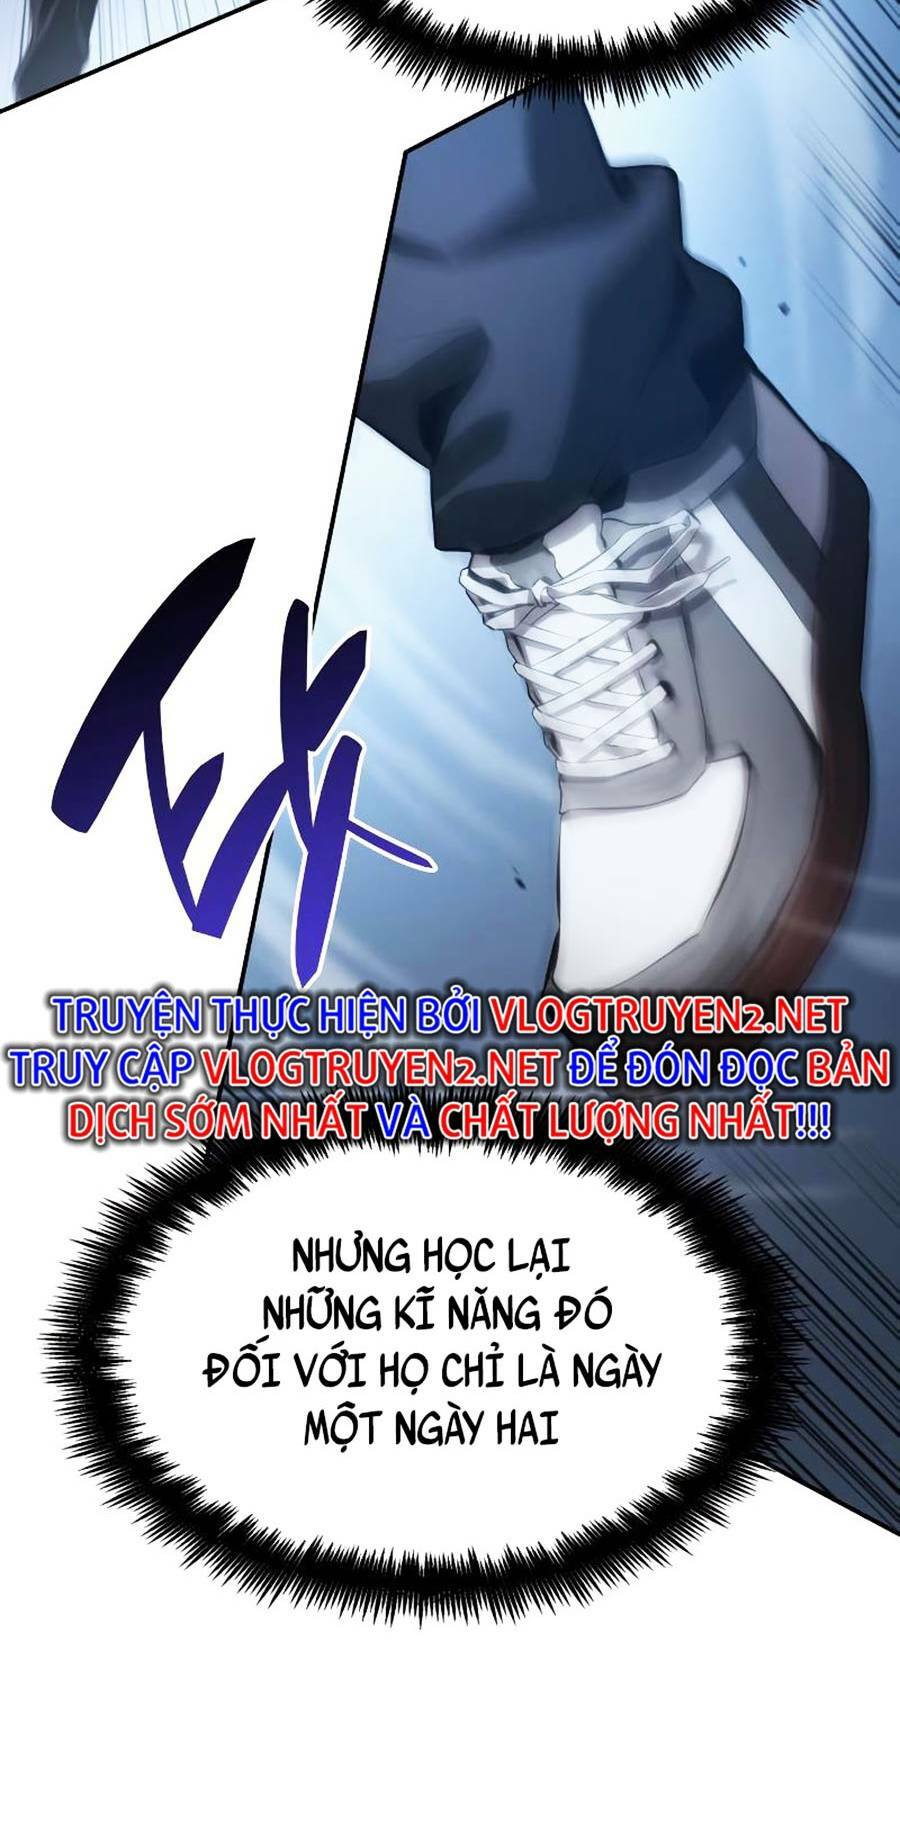 탓
TRUYỆN THỰC HIỆN BỞI VLOGTRUYEN2.NET
TRUY CẬP VLOGTRUYEN2.NET ĐỂ ĐÓN ĐỌC BẢN
DỊCH SỚM NHẤT VÀ CHẤT LƯỢNG NHẤT!!!
NHƯNG HỌC LẠI
NHỮNG KĨ NĂNG ĐÓ
ĐỐI VỚI HỌ CHỈ LÀ NGÀY
MỘT NGÀY HAI